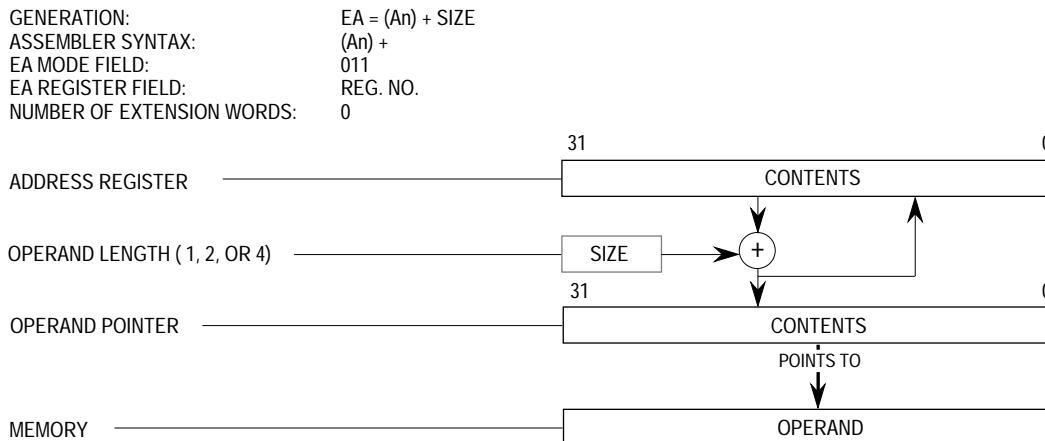 GENERATION: EA = (An) + SIZE
ASSEMBLER SYNTAX: (An) +
EA MODE FIELD: 011
EA REGISTER FIELD: REG. NO.
NUMBER OF EXTENSION WORDS: 0
31 0
ADDRESS REGISTER CONTENTS
OPERAND LENGTH ( 1, 2, OR 4) SIZE +
31 0
OPERAND POINTER CONTENTS
POINTS TO
MEMORY OPERAND